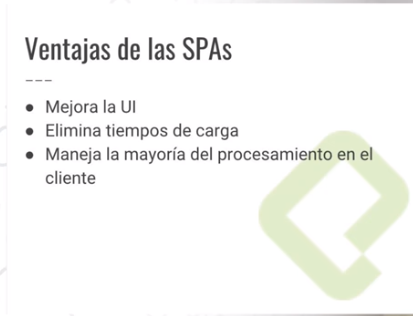 Ventajas de las SPAs
---
● Mejora la UI
● Elimina tiempos de carga
● Maneja la mayoría del procesamiento en el
cliente